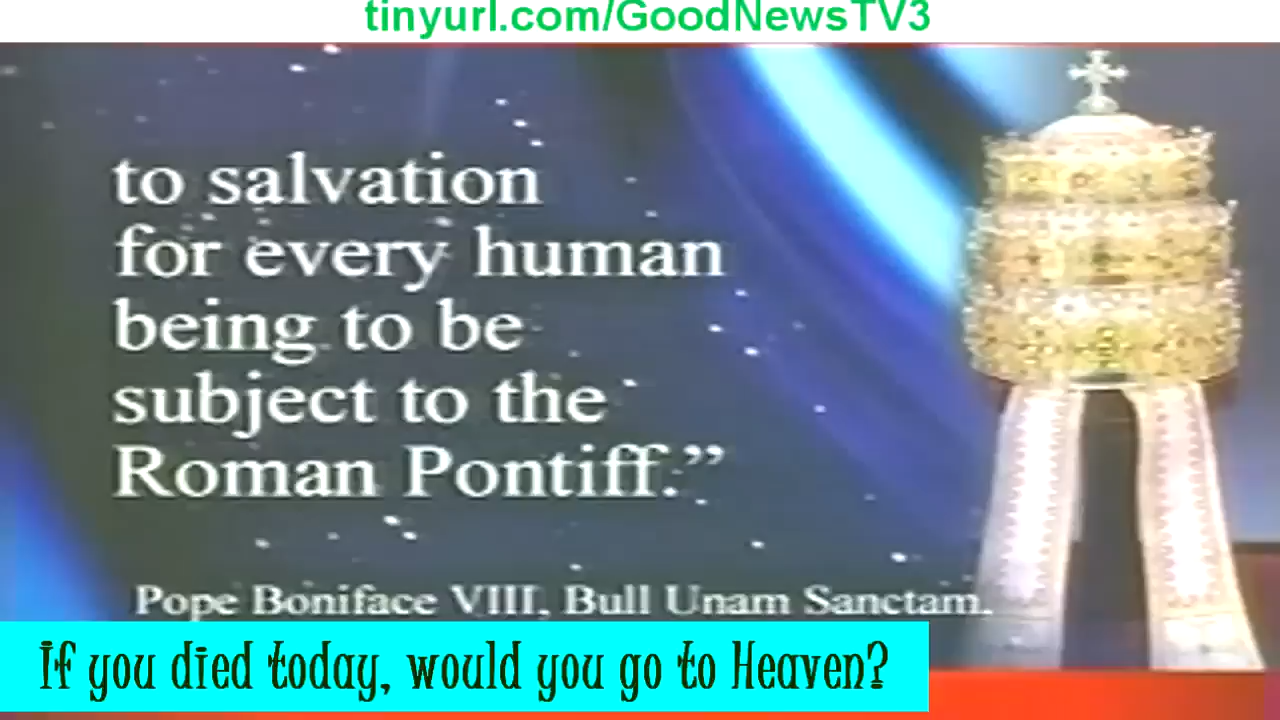 tinyurl.com/GoodNewsTV3
to salvation
for every human
being to be
subject to the
Roman Pontiff.”
Pope Boniface VIII, Bull Unam Sanctam.
If you died today, would you go to Heaven?